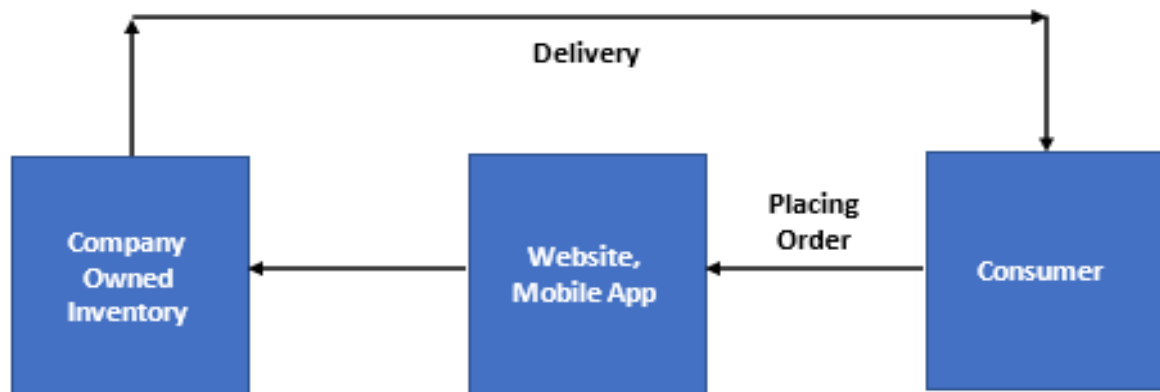 Delivery
Company
Owned
Inventory
Website,
Mobile App
Placing
Order
Consumer